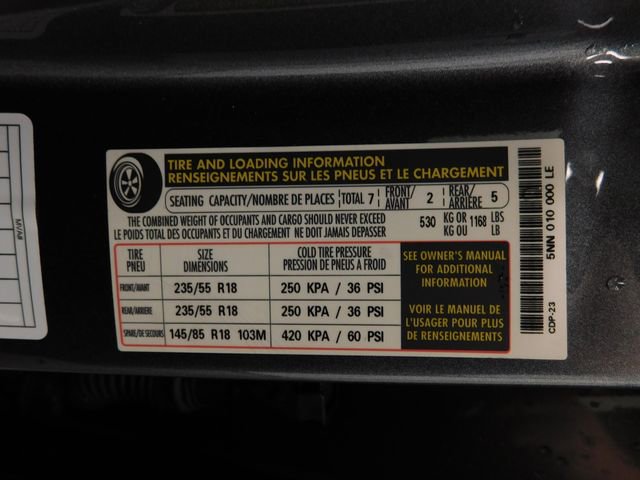 TIRE AND LOADING INFORMATION
RENSEIGNEMENTS SUR LES PNEUS ET LE CHARGEMENT
SEATING CAPACITY/NOMBRE DE PLACES TOTAL 7 FRONT/AVANT 2 REAR/ARRIÈRE 5
THE COMBINED WEIGHT OF OCCUPANTS AND CARGO SHOULD NEVER EXCEED 530 KG OR 1168 LBS
LE POIDS TOTAL DES OCCUPANTS ET DU CHARGEMENT NE DOIT JAMAIS DEPASSER KG OU LB
TIRE PNEU SIZE DIMENSIONS COLD TIRE PRESSURE PRESSION DE PNEUS A FROID
FRONT/AVANT 235/55 R18 250 KPA / 36 PSI
REAR/ARRIERE 235/55 R18 250 KPA / 36 PSI
SPARE/DE SECOURS 145/85 R18 103M 420 KPA / 60 PSI
SEE OWNER'S MANUAL
FOR ADDITIONAL
INFORMATION
VOIR LE MANUEL DE
L'USAGER POUR PLUS
DE RENSEIGNEMENTS
CDP-23
5NN 010 000 LE
MVAB